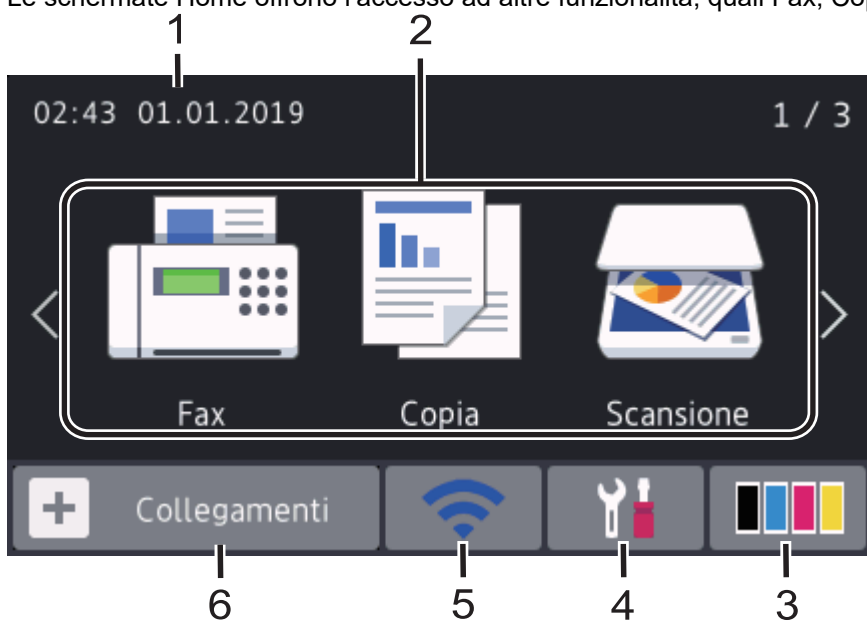 Le schermate Home offrono l'accesso ad altre funzionalità, quali Fax,
1 2
02:43 01.01.2019 1 / 3
Fax Copia Scansione
Collegamenti
6 5 4 3